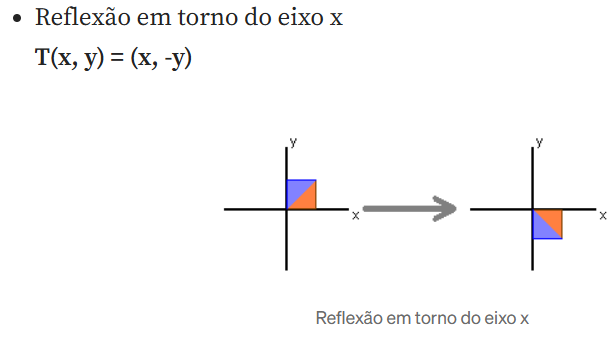 • Reflexão em torno do eixo x
T(x, y) = (x, -y)
y
x
y
x
Reflexão em torno do eixo x